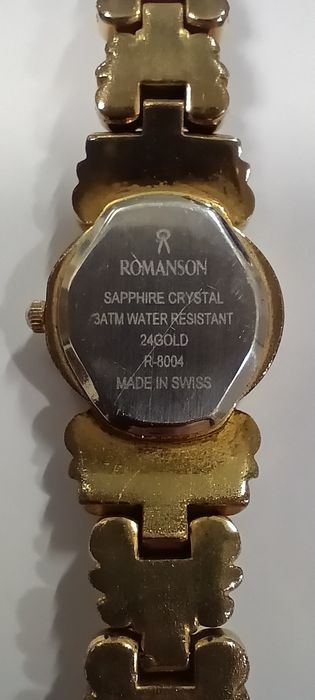 ROMANSON
SAPPHIRE CRYSTAL
3ATM WATER RESISTANT
24GOLD
R-8004
MADE IN SWISS